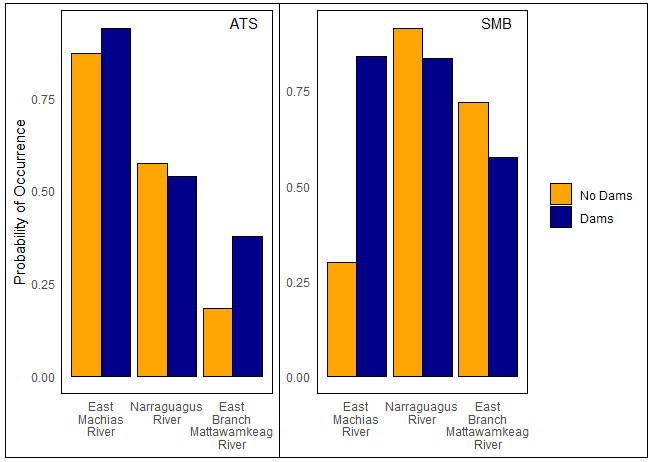 ATS
Probability of Occurrence
0.75
0.50
0.25
0.00
East
Machias
River
Narraguagus
River
East
Branch
Mattawamkeag
River
SMB
0.75
0.50
0.25
0.00
East
Machias
River
Narraguagus
River
East
Branch
Mattawamkeag
River
No Dams
Dams